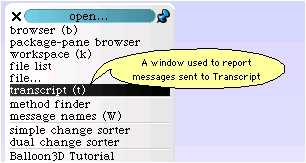 open...
browser (b)
package-pane browser
workspace (k)
file list
file...
transcript (t)
A window used to report
messages sent to Transcript
method finder
message names (W)
simple change sorter
dual change sorter
Balloon3D Tutorial